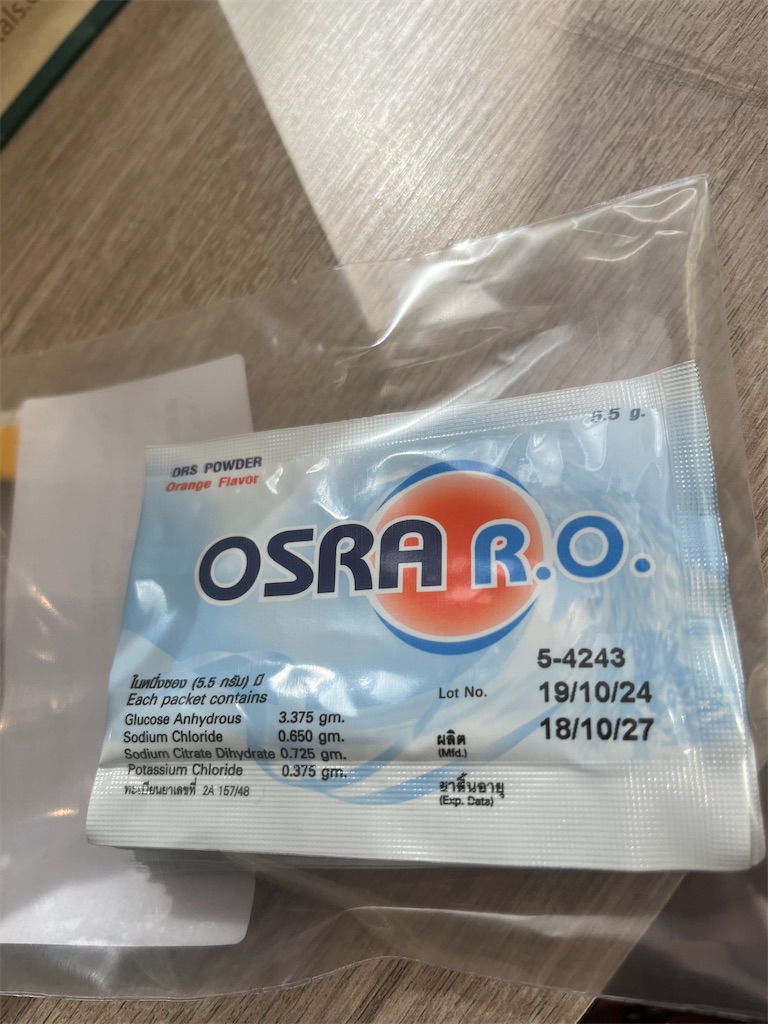 als.
5.5 g.
ORS POWDER
Orange Flavor
OSRA R.O.
ในหนึ่งซอง (5.5 กรัม) มี
Each packet contains
Glucose Anhydrous 3.375 gm.
Sodium Chloride 0.650 gm.
Sodium Citrate Dihydrate 0.725 gm.
Potassium Chloride 0.375 gm.
ทะเบียนยาเลขที่ 2A 157/48
5-4243
Lot No. 19/10/24
ผลิต 18/10/27
(Mfd.)
ยาสิ้นอายุ
(Exp. Date)